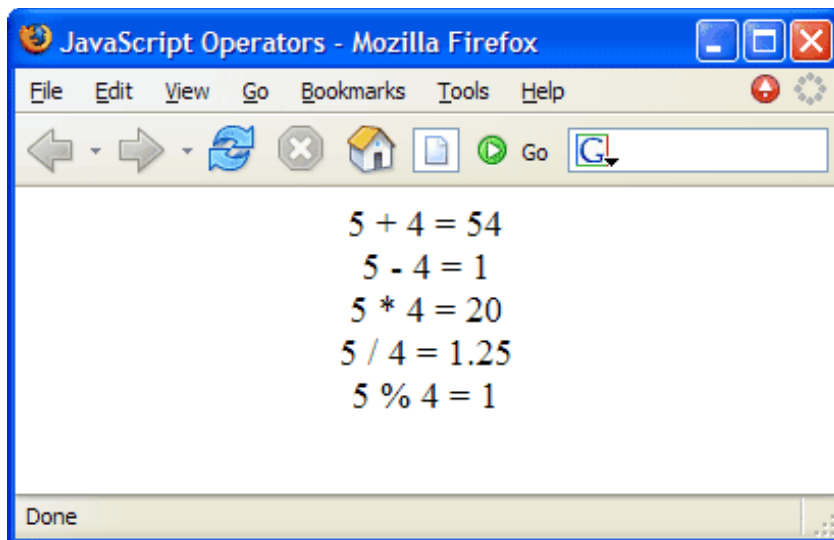 JavaScript Operators - Mozilla Firefox
File Edit View Go Bookmarks Tools Help
Go G
5 + 4 = 54
5 - 4 = 1
5 * 4 = 20
5 / 4 = 1.25
5 % 4 = 1
Done